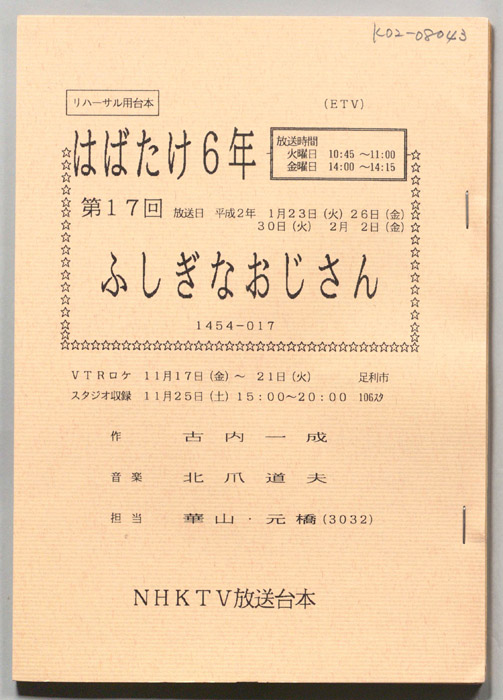 K02-08043
リハーサル用台本
(ETV)
はばたけ6年
放送時間
火曜日 10:45 ~11:00
金曜日 14:00 ~14:15
第17回 放送日 平成2年 1月23日(火) 26日(金)
30日(火) 2月 2日(金)
ふしぎなおじさん
1454-017
VTRロケ 11月17日(金)~ 21日(火) 足利市
スタジオ収録 11月25日(土) 15:00~20:00 106スタ
作 古内一成
音楽 北爪道夫
担当 華山・元橋(3032)
NHKTV放送台本